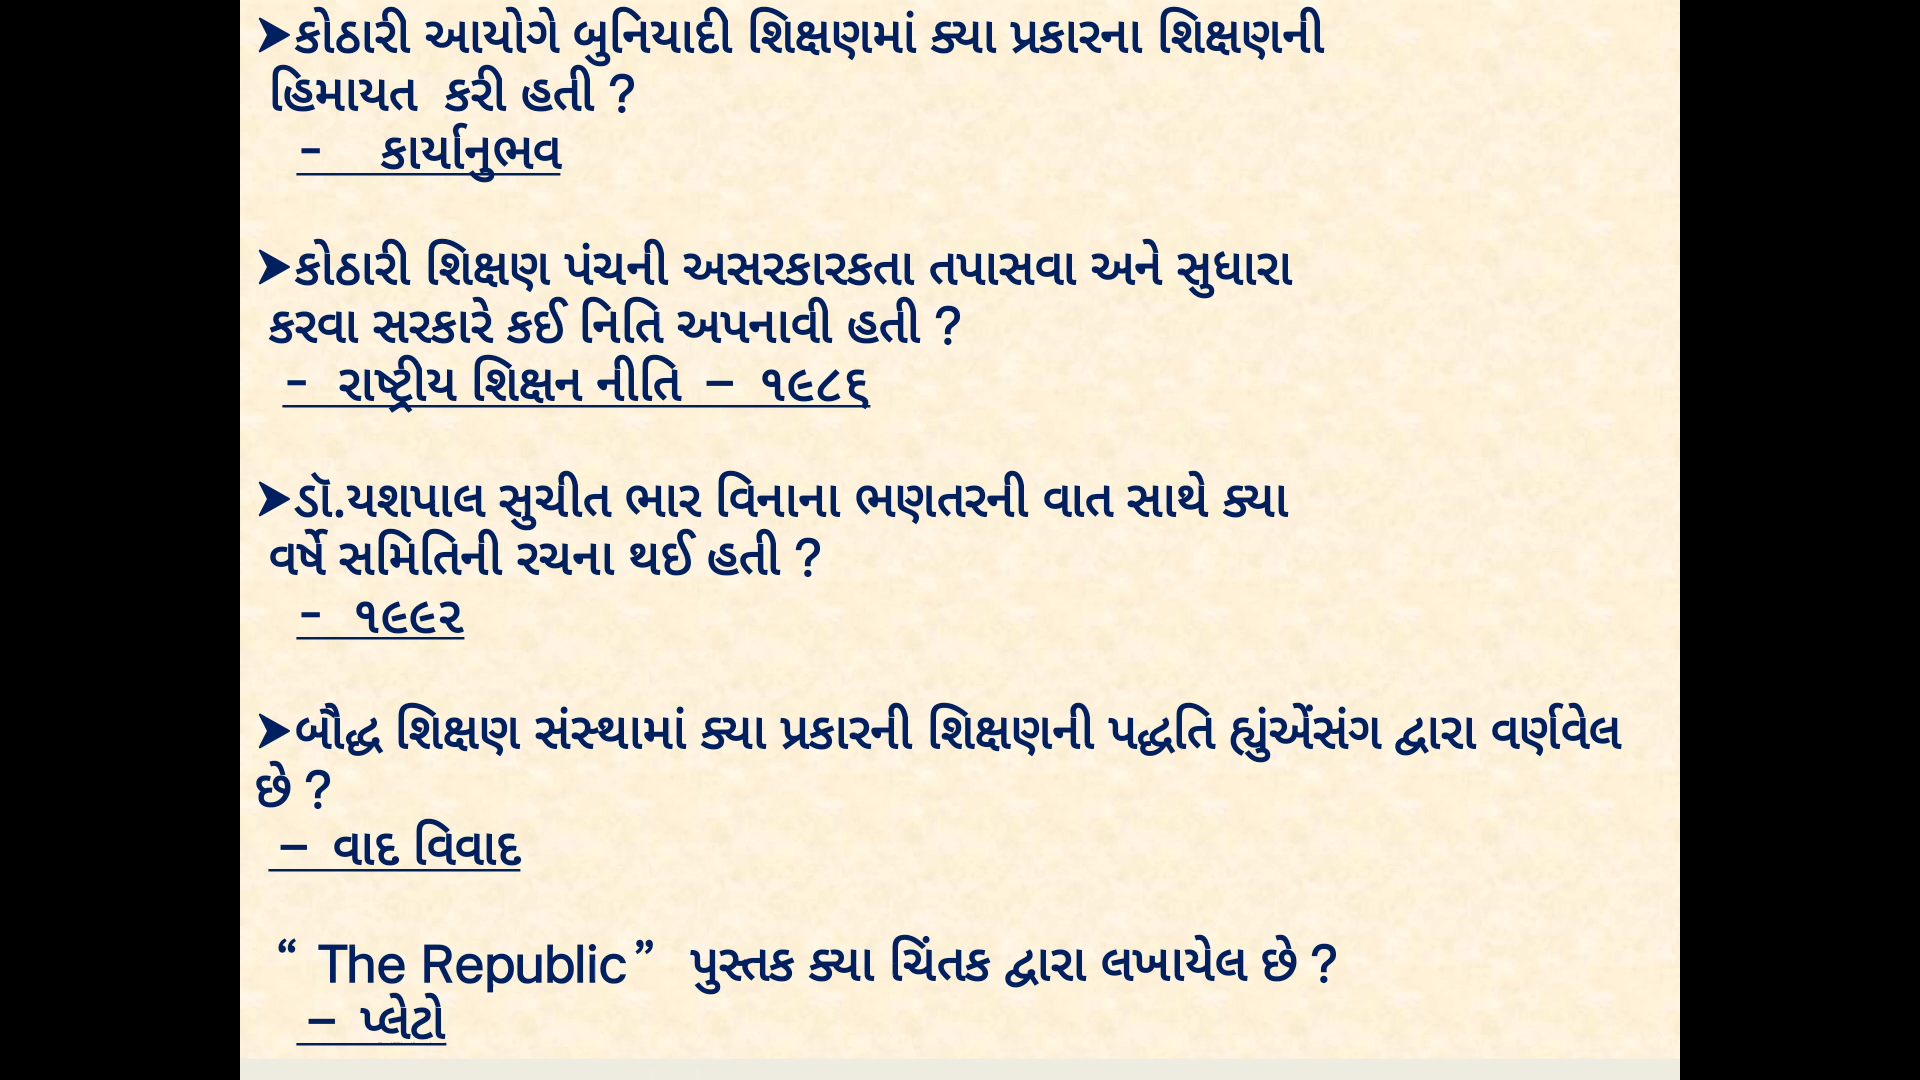 ➤કોઠારી આયોગે બુનિયાદી શિક્ષણમાં ક્યા પ્રકારના શિક્ષણની
હિમાયત કરી હતી ?
- કાર્યાનુભવ
➤કોઠારી શિક્ષણ પંચની અસરકારકતા તપાસવા અને સુધારા
કરવા સરકારે કઈ નિતિ અપનાવી હતી ?
- રાષ્ટ્રીય શિક્ષન નીતિ – ૧૯૮૬
➤ડૉ.યશપાલ સુચીત ભાર વિનાના ભણતરની વાત સાથે ક્યા
વર્ષે સમિતિની રચના થઈ હતી ?
- ૧૯૯૨
➤બૌદ્ધ શિક્ષણ સંસ્થામાં ક્યા પ્રકારની શિક્ષણની પદ્ધતિ હ્યુંએંસંગ દ્વારા વર્ણવેલ
છે ?
– વાદ વિવાદ
“ The Republic ” પુસ્તક ક્યા ચિંતક દ્વારા લખાયેલ છે ?
– પ્લેટો